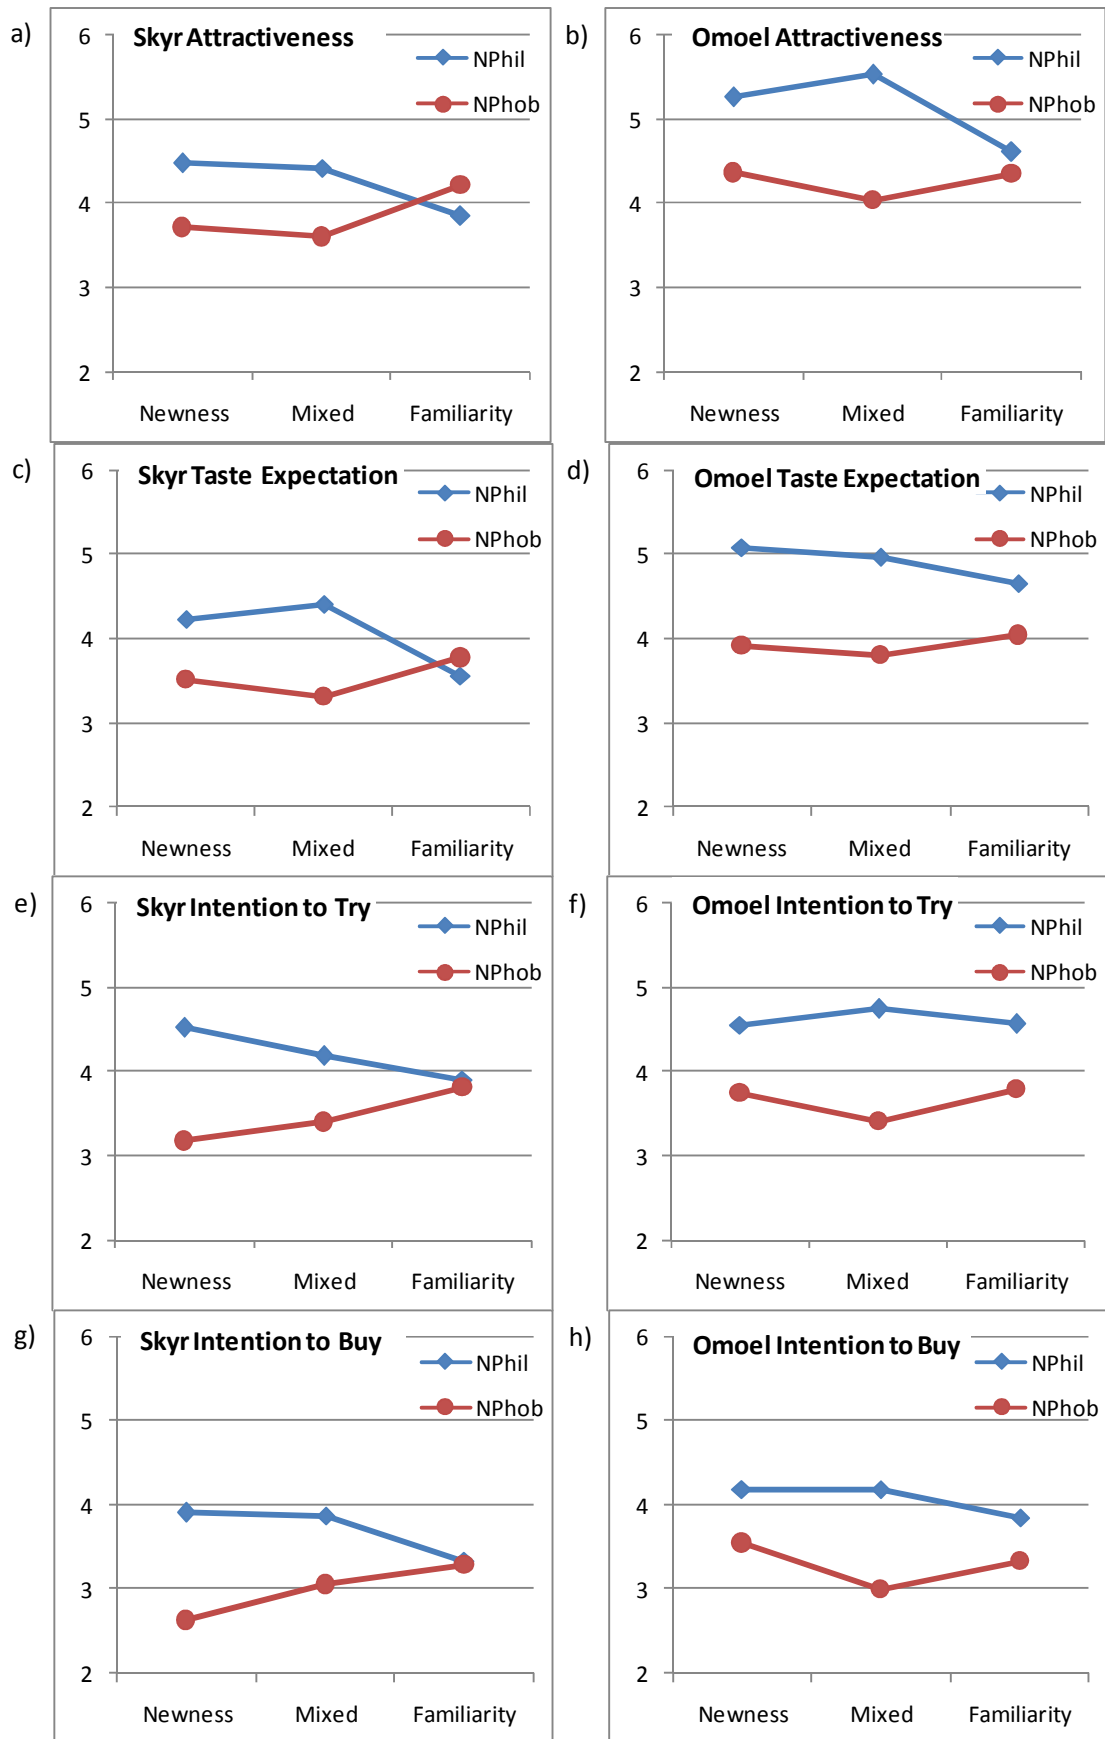 a)
Skyr Attractiveness
NPhil
NPhob
6
5
4
3
2
Newness Mixed Familiarity
b)
Omoel Attractiveness
NPhil
NPhob
6
5
4
3
2
Newness Mixed Familiarity
c)
Skyr Taste Expectation
NPhil
NPhob
6
5
4
3
2
Newness Mixed Familiarity
d)
Omoel Taste Expectation
NPhil
NPhob
6
5
4
3
2
Newness Mixed Familiarity
e)
Skyr Intention to Try
NPhil
NPhob
6
5
4
3
2
Newness Mixed Familiarity
f)
Omoel Intention to Try
NPhil
NPhob
6
5
4
3
2
Newness Mixed Familiarity
g)
Skyr Intention to Buy
NPhil
NPhob
6
5
4
3
2
Newness Mixed Familiarity
h)
Omoel Intention to Buy
NPhil
NPhob
6
5
4
3
2
Newness Mixed Familiarity